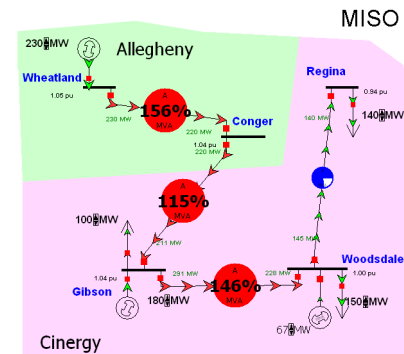 MISO
230 MW
Allegheny
Wheatland
Regina
1.05 pu
0.94 pu
A
156%
MVA
230 MW
220 MW
140 MW
140 MW
Conger
1.04 pu
220 MW
A
115%
MVA
100 MW
211 MW
145 MW
Woodsdale
1.04 pu
291 MW
A
146%
MVA
228 MW
1.00 pu
Gibson
180 MW
150 MW
67 MW
Cinergy